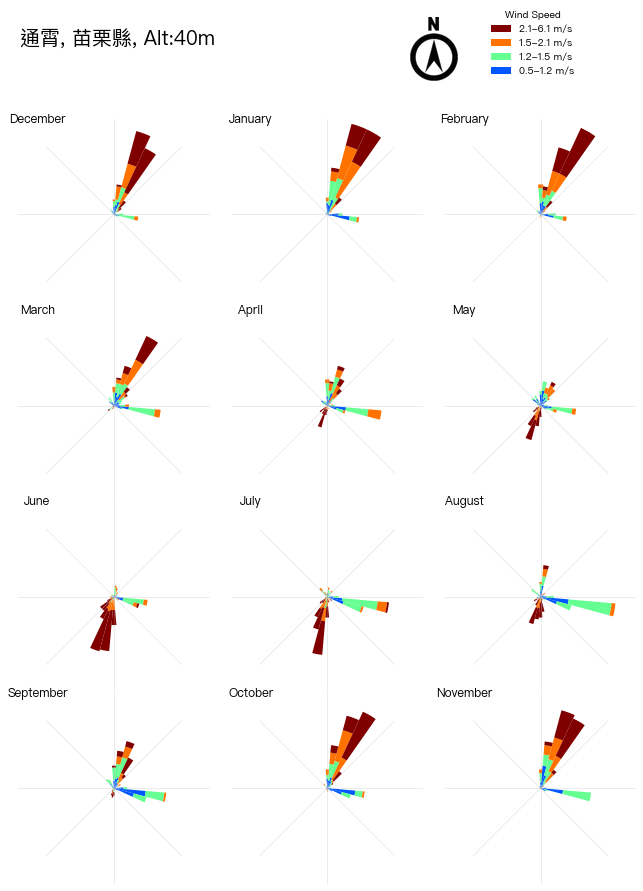 通霄, 苗栗縣, Alt:40m
N
Wind Speed
2.1–6.1 m/s
1.5–2.1 m/s
1.2–1.5 m/s
0.5–1.2 m/s
December
January
February
March
April
May
June
July
August
September
October
November